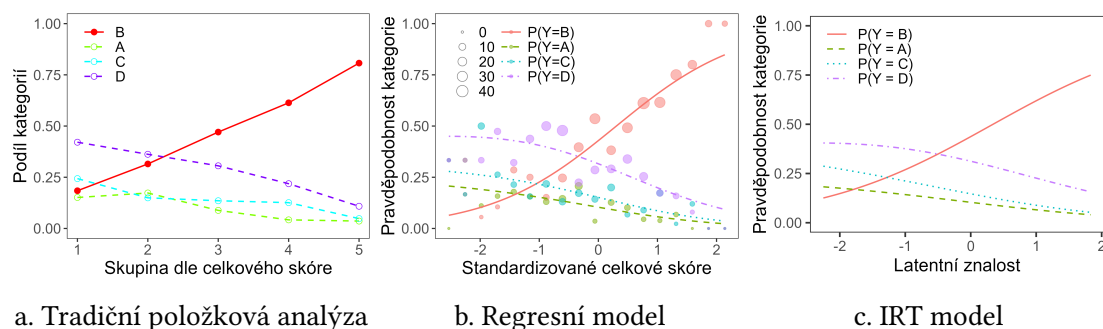 1.00
0.75
0.50
0.25
0.00
Podíl kategorií
B
A
C
D
1
2
3
4
5
Skupina dle celkového skóre
a. Tradiční položková analýza
1.00
0.75
0.50
0.25
0.00
Pravděpodobnost kategorie
0
10
20
30
40
P(Y=B)
P(Y=A)
P(Y=C)
P(Y=D)
-2
-1
0
1
2
Standardizované celkové skóre
b. Regresní model
1.00
0.75
0.50
0.25
0.00
Pravděpodobnost kategorie
P(Y = B)
P(Y = A)
P(Y = C)
P(Y = D)
-2
-1
0
1
2
Latentní znalost
c. IRT model